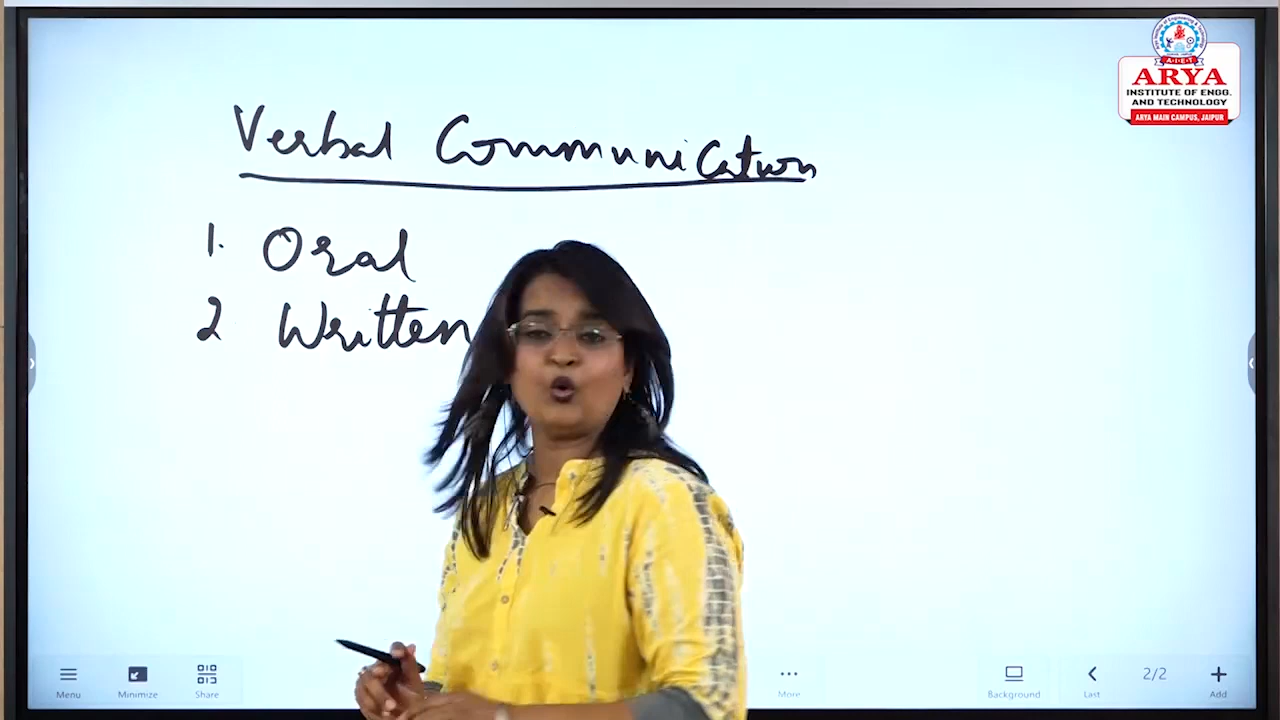 Verbal Communication
1. Oral
2 Written
ARYA
INSTITUTE OF ENGG.
AND TECHNOLOGY
ARYA MAIN CAMPUS, JAIPUR
A.I.E.T
Menu
Minimize
Share
More
Background
Last
2/2
Add